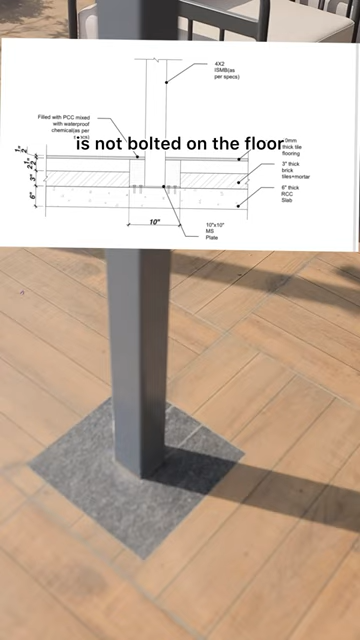 4X2
ISMB(as
per specs)
Filled with PCC mixed
with waterproof
chemical(as per
is not bolted on the floor
thick tile
flooring
3" thick
brick
tiles+mortar
6" thick
RCC
Slab
3"
6"
10"
10"x10"
MS
Plate